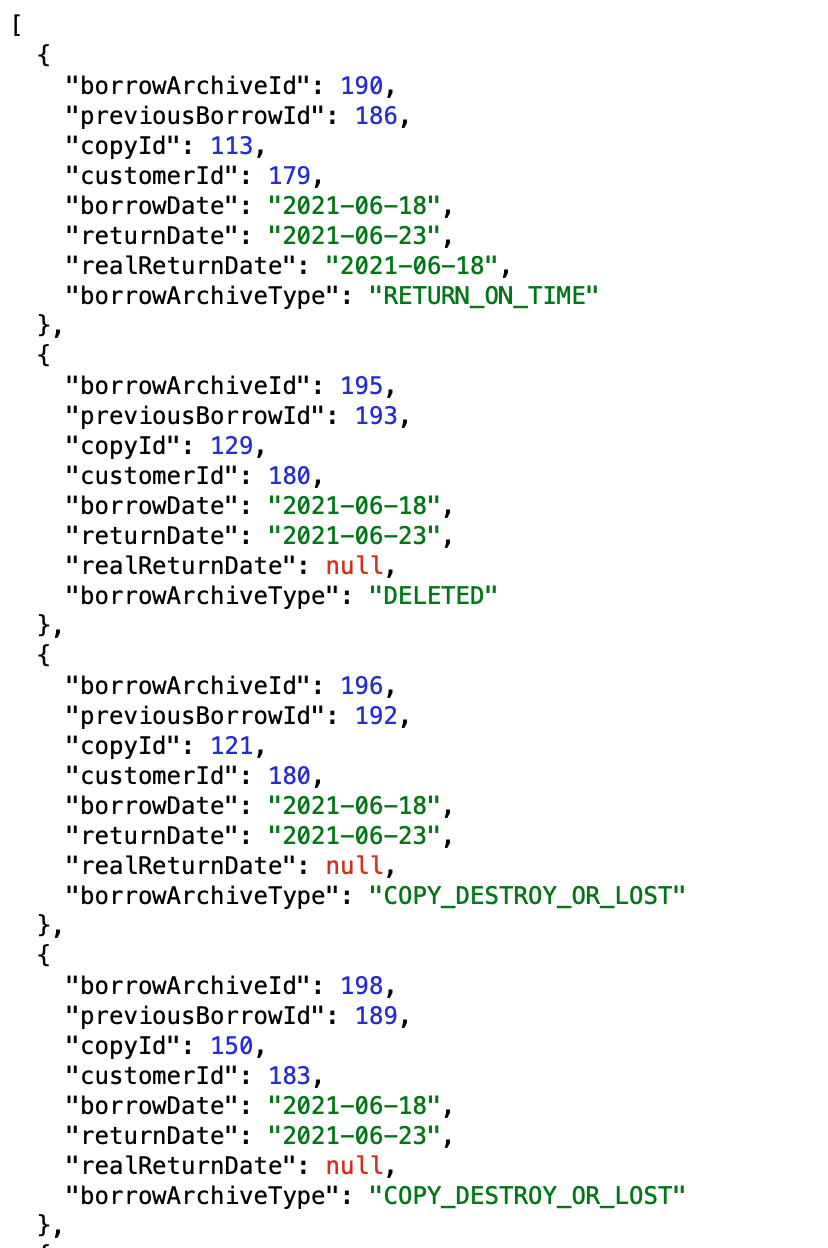 [
  {
    "borrowArchiveId": 190,
    "previousBorrowId": 186,
    "copyId": 113,
    "customerId": 179,
    "borrowDate": "2021-06-18",
    "returnDate": "2021-06-23",
    "realReturnDate": "2021-06-18",
    "borrowArchiveType": "RETURN_ON_TIME"
  },
  {
    "borrowArchiveId": 195,
    "previousBorrowId": 193,
    "copyId": 129,
    "customerId": 180,
    "borrowDate": "2021-06-18",
    "returnDate": "2021-06-23",
    "realReturnDate": null,
    "borrowArchiveType": "DELETED"
  },
  {
    "borrowArchiveId": 196,
    "previousBorrowId": 192,
    "copyId": 121,
    "customerId": 180,
    "borrowDate": "2021-06-18",
    "returnDate": "2021-06-23",
    "realReturnDate": null,
    "borrowArchiveType": "COPY_DESTROY_OR_LOST"
  },
  {
    "borrowArchiveId": 198,
    "previousBorrowId": 189,
    "copyId": 150,
    "customerId": 183,
    "borrowDate": "2021-06-18",
    "returnDate": "2021-06-23",
    "realReturnDate": null,
    "borrowArchiveType": "COPY_DESTROY_OR_LOST"
  },
  {